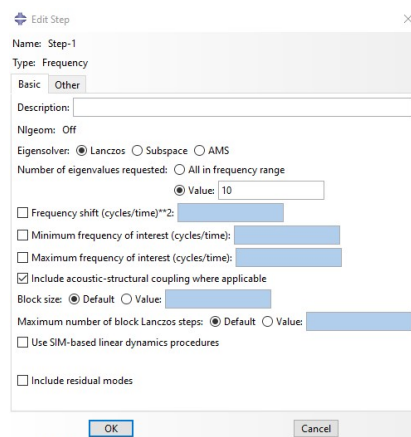 Edit Step
Name: Step-1
Type: Frequency
Basic Other
Description:
Nlgeom: Off
Eigensolver: Lanczos Subspace AMS
Number of eigenvalues requested: All in frequency range
Value: 10
Frequency shift (cycles/time)**2:
Minimum frequency of interest (cycles/time):
Maximum frequency of interest (cycles/time):
Include acoustic-structural coupling where applicable
Block size: Default Value:
Maximum number of block Lanczos steps: Default Value:
Use SIM-based linear dynamics procedures
Include residual modes
OK Cancel